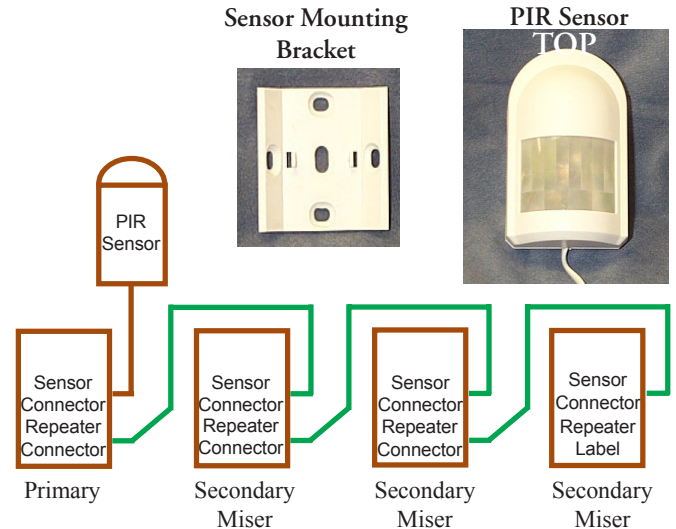 Sensor Mounting
Bracket
PIR Sensor
TOP
PIR
Sensor
Sensor
Connector
Repeater
Connector
Sensor
Connector
Repeater
Connector
Sensor
Connector
Repeater
Connector
Sensor
Connector
Repeater
Label
Primary
Secondary
Miser
Secondary
Miser
Secondary
Miser